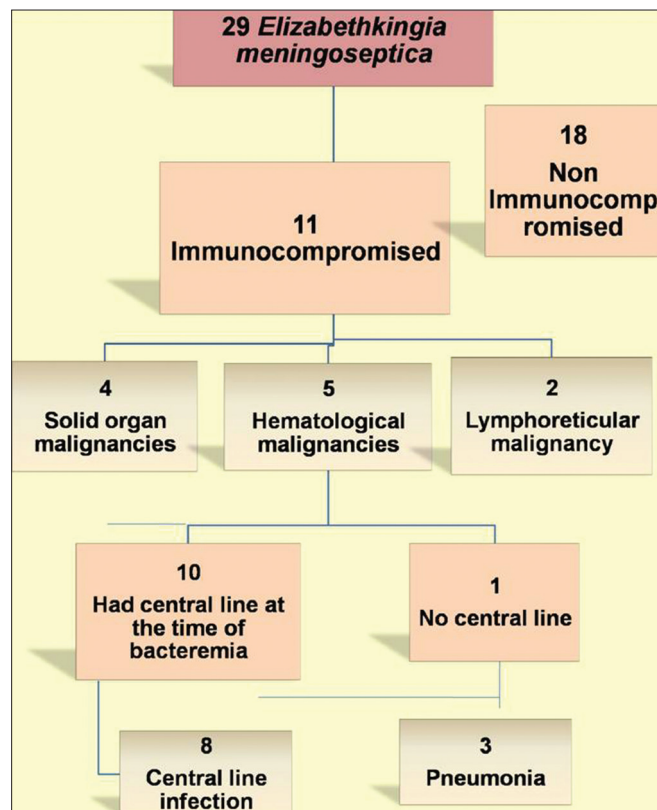 29 Elizabethkingia
meningoseptica
18
Non
Immunocomp
romised
11
Immunocompromised
4
Solid organ
malignancies
5
Hematological
malignancies
2
Lymphoreticular
malignancy
10
Had central line at
the time of
bacteremia
1
No central line
8
Central line
infection
3
Pneumonia